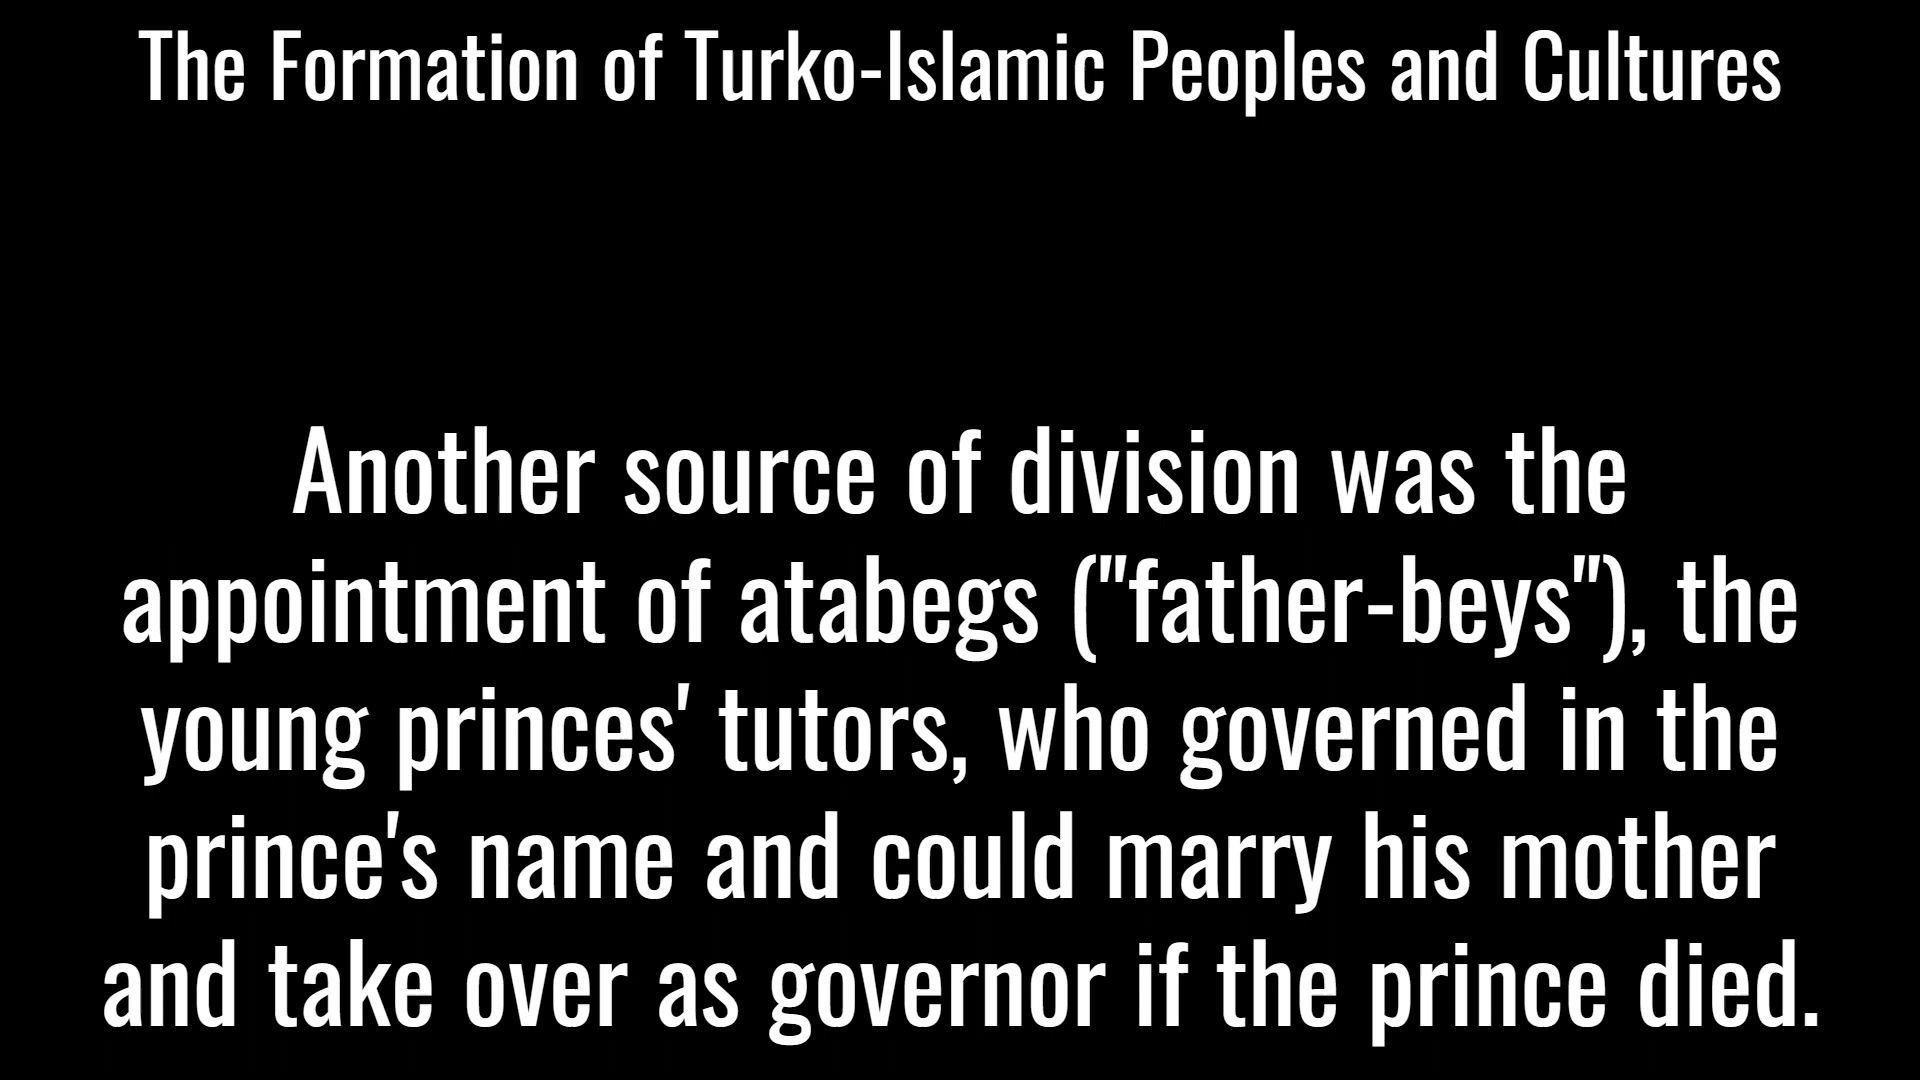 The Formation of Turko-Islamic Peoples and Cultures
Another source of division was the
appointment of atabegs ("father-beys"), the
young princes' tutors, who governed in the
prince's name and could marry his mother
and take over as governor if the prince died.